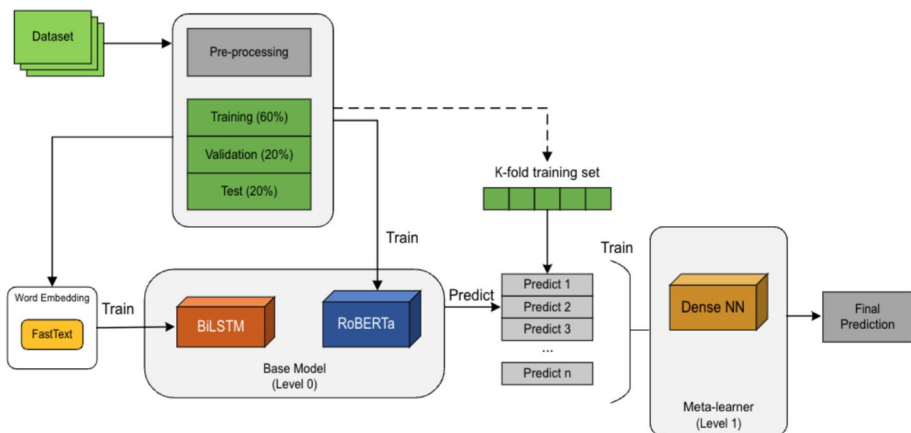 Dataset
Pre-processing
Training (60%)
Validation (20%)
Test (20%)
K-fold training set
Train
Train
Word Embedding
FastText
Train
BiLSTM
RoBERTa
Base Model
(Level 0)
Predict
Predict 1
Predict 2
Predict 3
...
Predict n
Dense NN
Meta-learner
(Level 1)
Final
Prediction